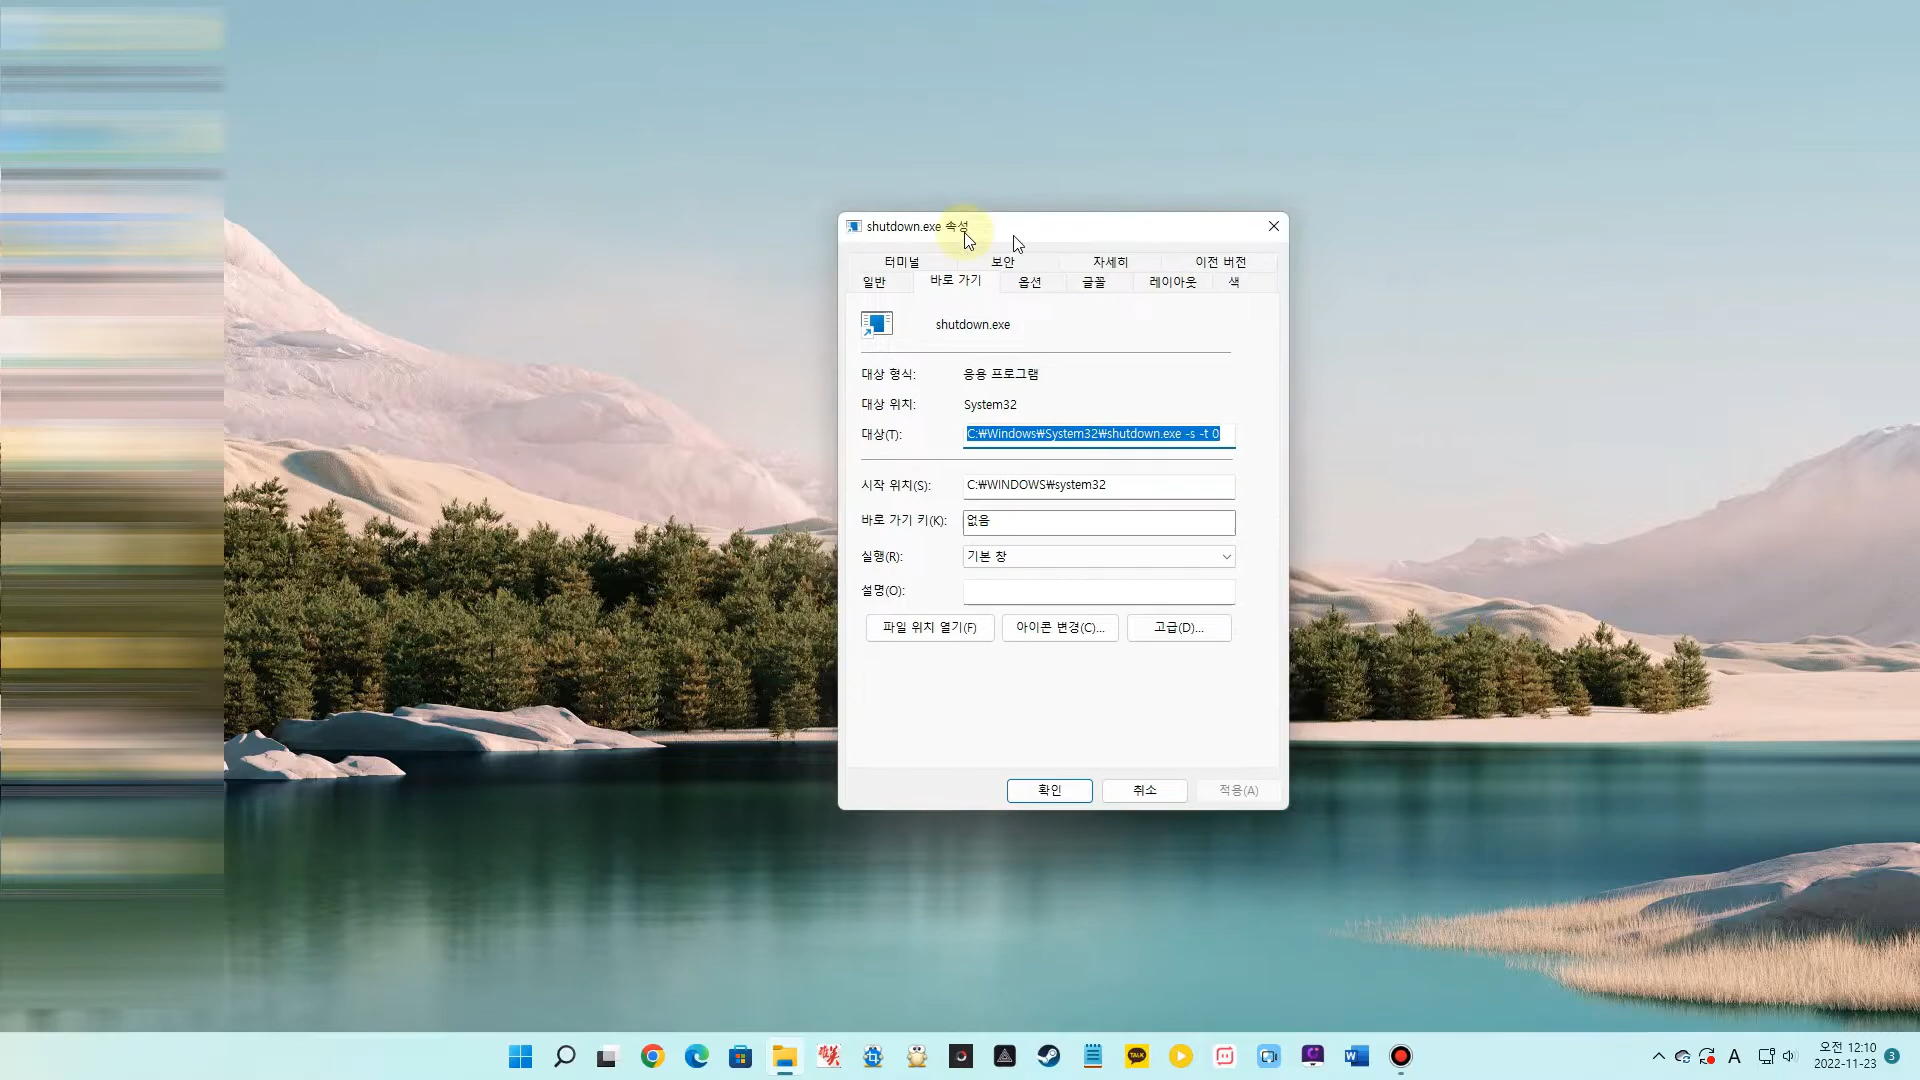 shutdown.exe 속성
터미널 보안 자세히 이전 버전
일반 바로 가기 옵션 글꼴 레이아웃 색
shutdown.exe
대상 형식: 응용 프로그램
대상 위치: System32
대상(T): C:₩Windows₩System32₩shutdown.exe -s -t 0
시작 위치(S): C:₩WINDOWS₩system32
바로 가기 키(K): 없음
실행(R): 기본 창
설명(O):
파일 위치 열기(F) 아이콘 변경(C)... 고급(D)...
확인 취소 적용(A)
TALK
W
A
오전 12:10
2022-11-23
3